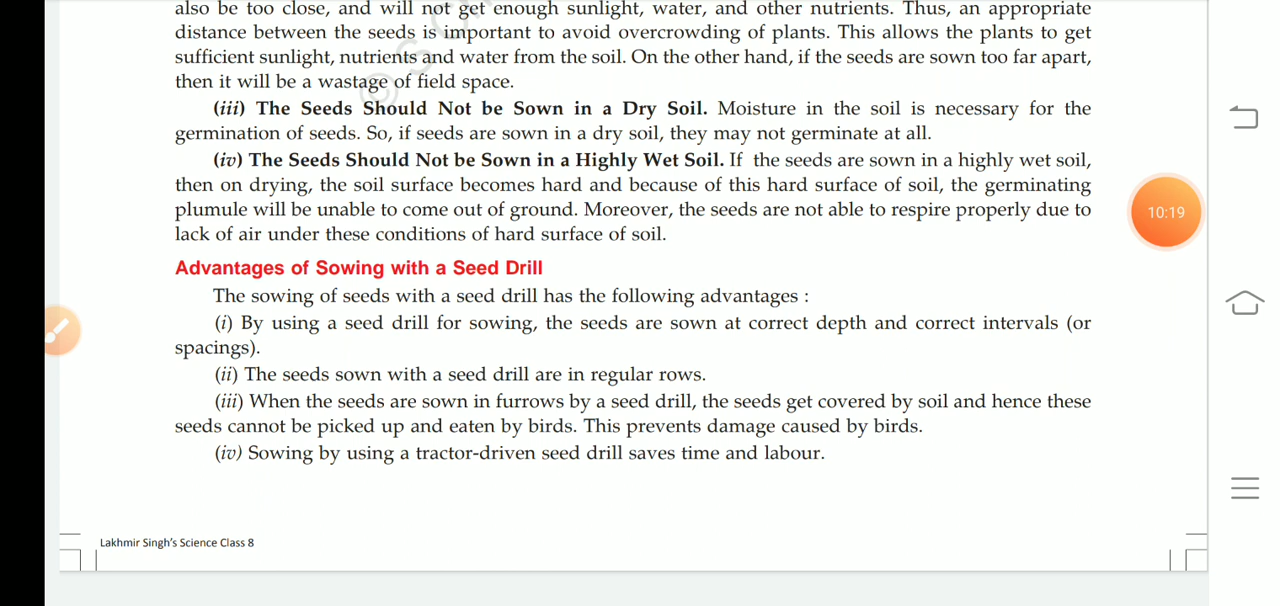 also be too close, and will not get enough sunlight, water, and other nutrients. Thus, an appropriate
distance between the seeds is important to avoid overcrowding of plants. This allows the plants to get
sufficient sunlight, nutrients and water from the soil. On the other hand, if the seeds are sown too far apart,
then it will be a wastage of field space.
(iii) The Seeds Should Not be Sown in a Dry Soil. Moisture in the soil is necessary for the
germination of seeds. So, if seeds are sown in a dry soil, they may not germinate at all.
(iv) The Seeds Should Not be Sown in a Highly Wet Soil. If the seeds are sown in a highly wet soil,
then on drying, the soil surface becomes hard and because of this hard surface of soil, the germinating
plumule will be unable to come out of ground. Moreover, the seeds are not able to respire properly due to
lack of air under these conditions of hard surface of soil.
10:19
Advantages of Sowing with a Seed Drill
The sowing of seeds with a seed drill has the following advantages :
(i) By using a seed drill for sowing, the seeds are sown at correct depth and correct intervals (or
spacings).
(ii) The seeds sown with a seed drill are in regular rows.
(iii) When the seeds are sown in furrows by a seed drill, the seeds get covered by soil and hence these
seeds cannot be picked up and eaten by birds. This prevents damage caused by birds.
(iv) Sowing by using a tractor-driven seed drill saves time and labour.
Lakhmir Singh's Science Class 8